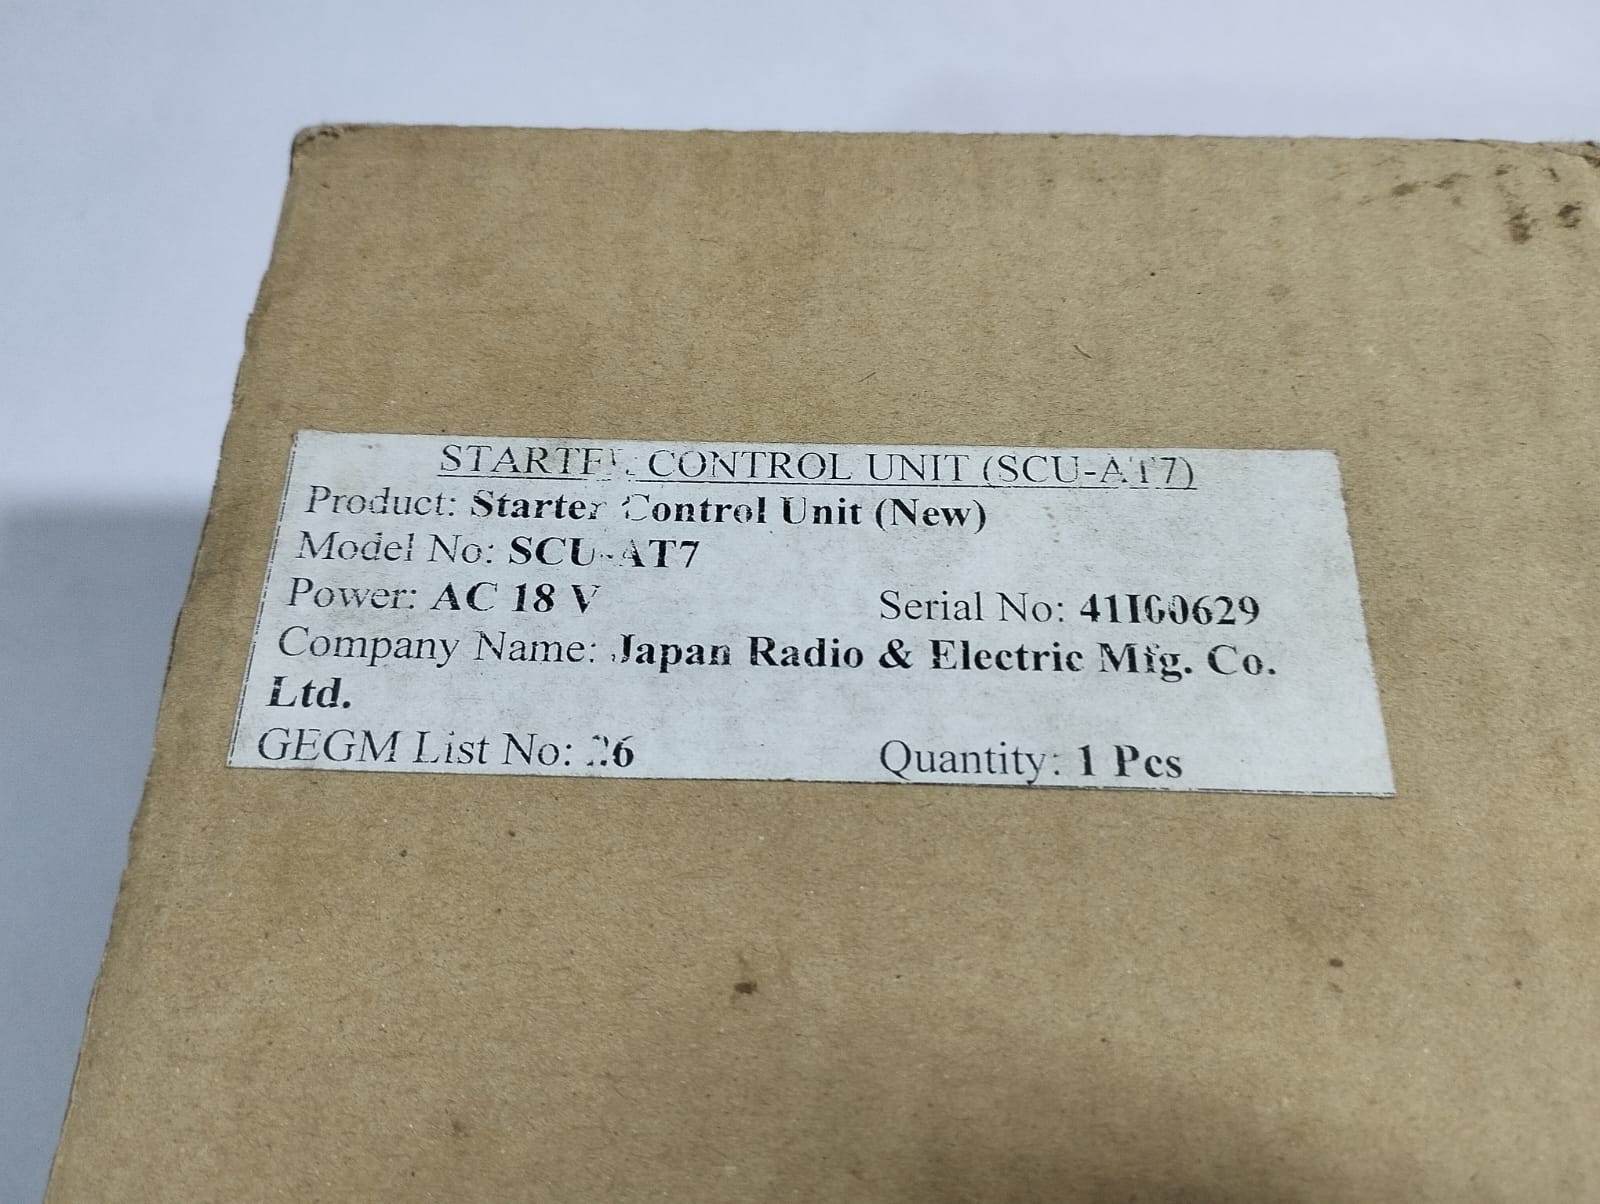 STARTER CONTROL UNIT (SCU-AT7)
Product: Starter Control Unit (New)
Model No: SCU-AT7
Power: AC 18 V
Serial No:
Company Name: Japan Radio & Electric Mfg. Co.
Ltd.
GEGM List No:
Quantity: 1 Pcs